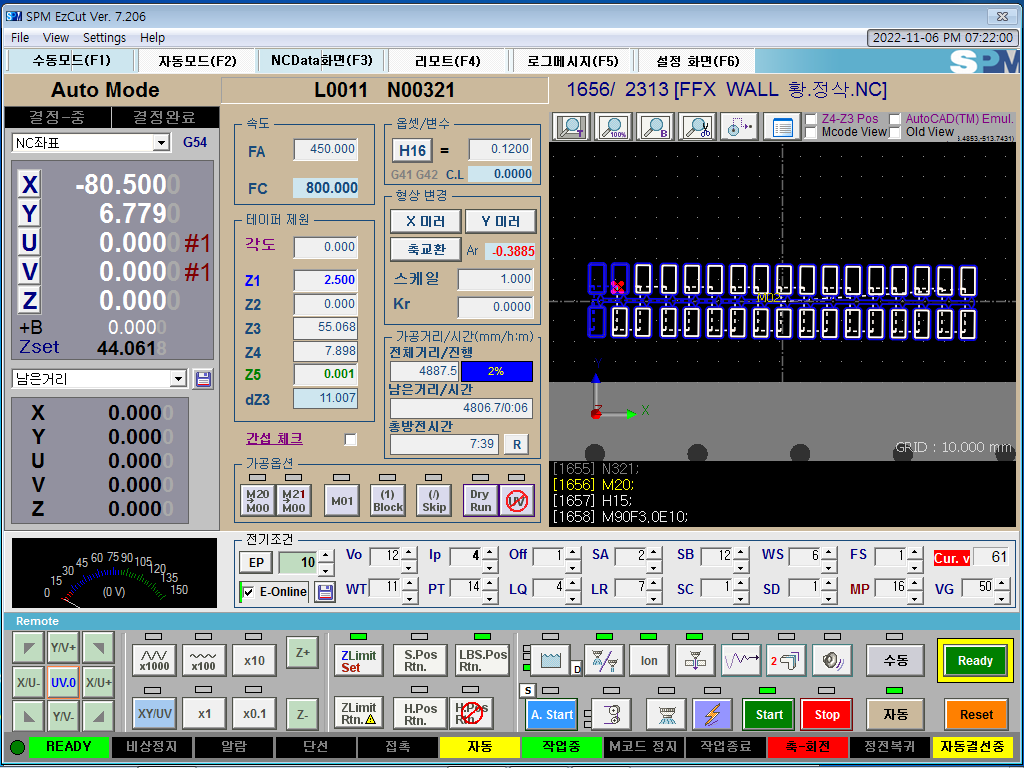 SPM EzCut Ver. 7.206
File View Settings Help
2022-11-06 PM 07:22:00
수동모드(F1) 자동모드(F2) NCData화면(F3) 리모트(F4) 로그메시지(F5) 설정 화면(F6)
SPM
Auto Mode
L0011 N00321
1656/ 2313 [FFX WALL 황.정삭.NC]
결정-중 결정완료
NC좌표 G54
X -80.5000
Y 6.7790
U 0.0000 #1
V 0.0000 #1
Z 0.0000
+B 0.0000
Zset 44.0618
남은거리
X 0.0000
Y 0.0000
U 0.0000
V 0.0000
Z 0.0000
속도
FA 450.000
FC 800.000
테이퍼 제원
각도 0.000
Z1 2.500
Z2 0.000
Z3 55.068
Z4 7.898
Z5 0.001
dZ3 11.007
간섭 체크
옵셋/변수
H16 = 0.1200
G41 G42 C.L 0.0000
형상 변경
X 미러 Y 미러
축교환 Ar -0.3885
스케일 1.000
Kr 0.0000
가공거리/시간(mm/h:m)
전체거리/진행
4887.5 2%
남은거리/시간
4806.7/0:06
총방전시간
7:39 R
가공옵션
M20 M00
M21 M00
M01
(1) Block
(/) Skip
Dry Run
UV
T 100% B
Z4-Z3 Pos AutoCAD(TM) Emul.
Mcode View Old View
M02
Y
Z X
GRID : 10.000 mm
[1655] N321;
[1656] M20;
[1657] H15;
[1658] M90F3,0E10;
0 15 30 45 60 75 90 105 120 135 150
(0 V)
전기조건
EP 10 Vo 12 Ip 4 Off 1 SA 2 SB 12 WS 6 FS 1 Cur. v 61
E-Online WT 11 PT 14 LQ 4 LR 7 SC 1 SD 1 MP 16 VG 50
Remote
Y/V+
X/U- UV.0 X/U+
Y/V-
x1000 x100 x10 Z+
XY/UV x1 x0.1 Z-
ZLimit Set
S.Pos Rtn.
LBS.Pos Rtn.
ZLimit Rtn.
H.Pos Rtn.
H.Pos Rtn.
D Ion 2 수동 Ready
S A. Start Start Stop 자동 Reset
READY 비상정지 알람 단선 접촉 자동 작업중 M코드 정지 작업종료 축-회전 정전복귀 자동결선중